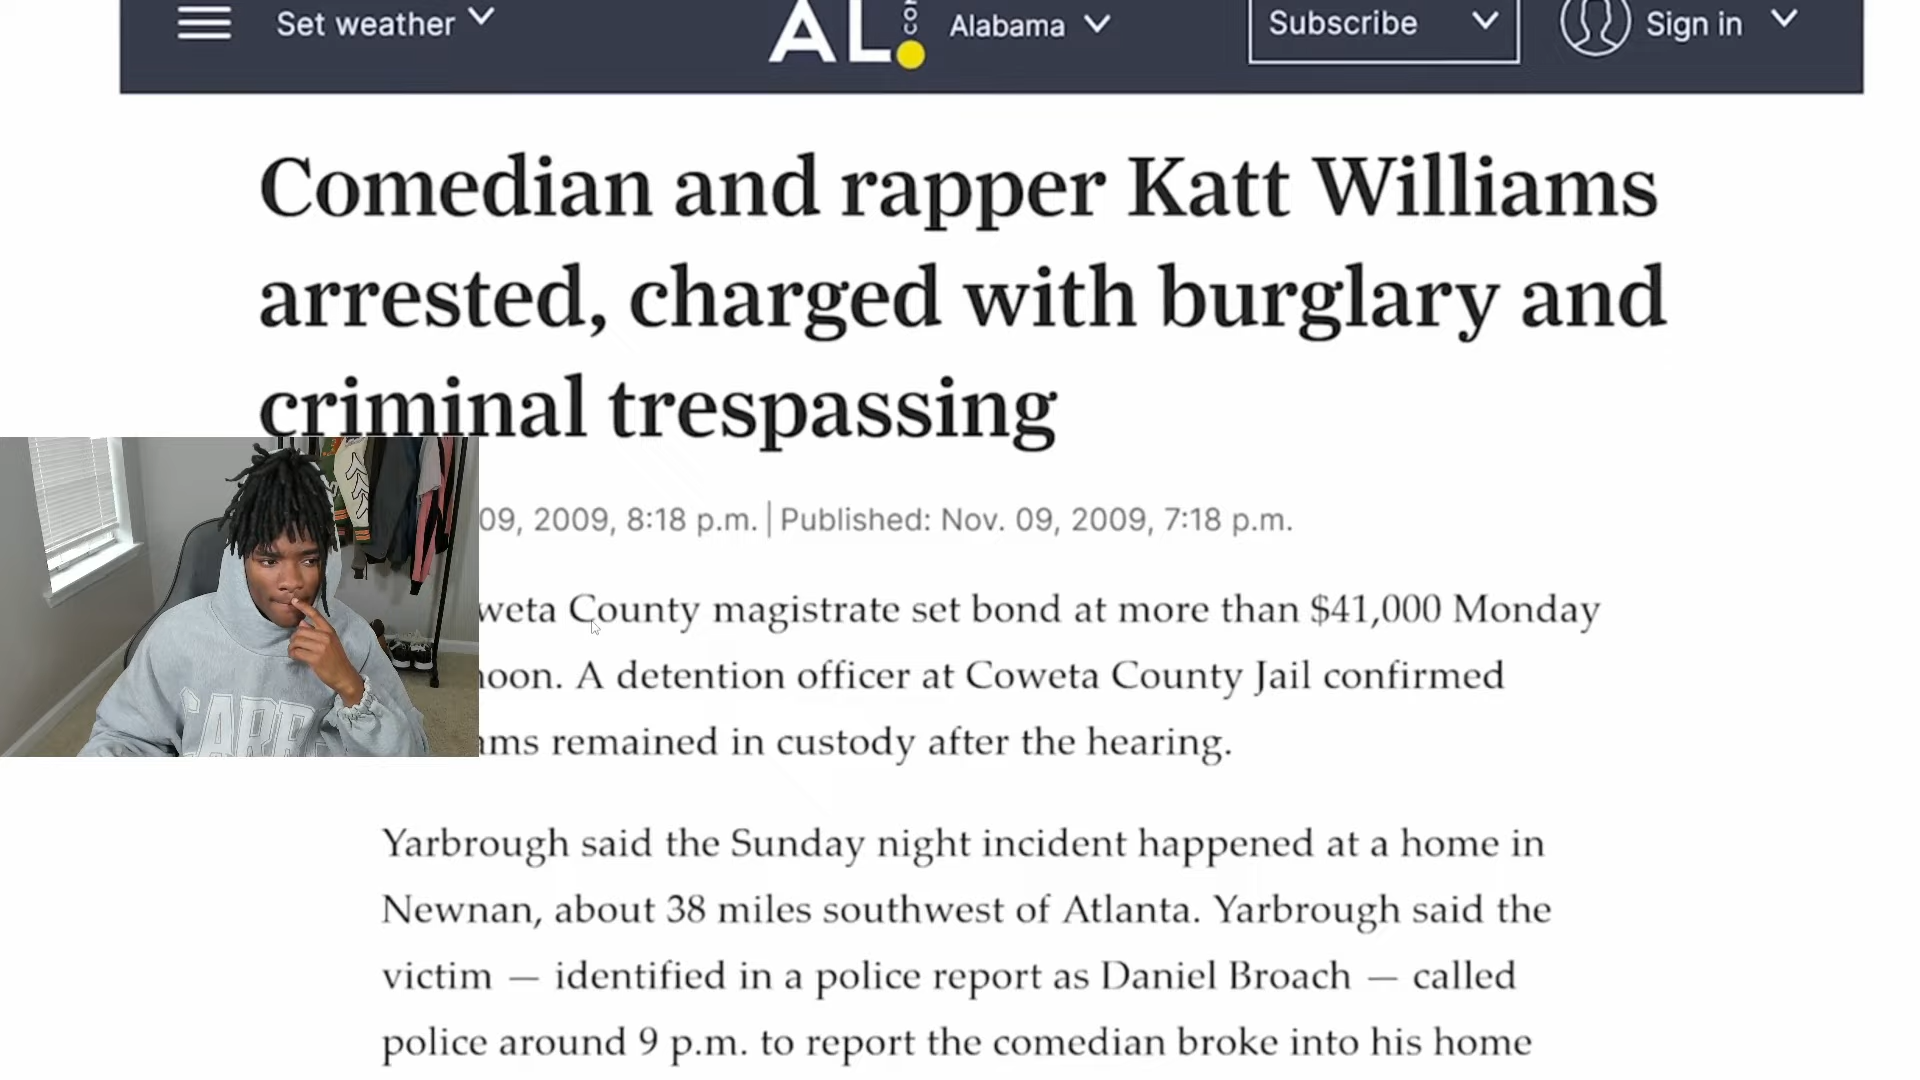 Set weather
AL.COM
Alabama
Subscribe
Sign in
Comedian and rapper Katt Williams
arrested, charged with burglary and
criminal trespassing
09, 2009, 8:18 p.m. | Published: Nov. 09, 2009, 7:18 p.m.
weta County magistrate set bond at more than $41,000 Monday
noon. A detention officer at Coweta County Jail confirmed
ams remained in custody after the hearing.
Yarbrough said the Sunday night incident happened at a home in
Newnan, about 38 miles southwest of Atlanta. Yarbrough said the
victim — identified in a police report as Daniel Broach — called
police around 9 p.m. to report the comedian broke into his home